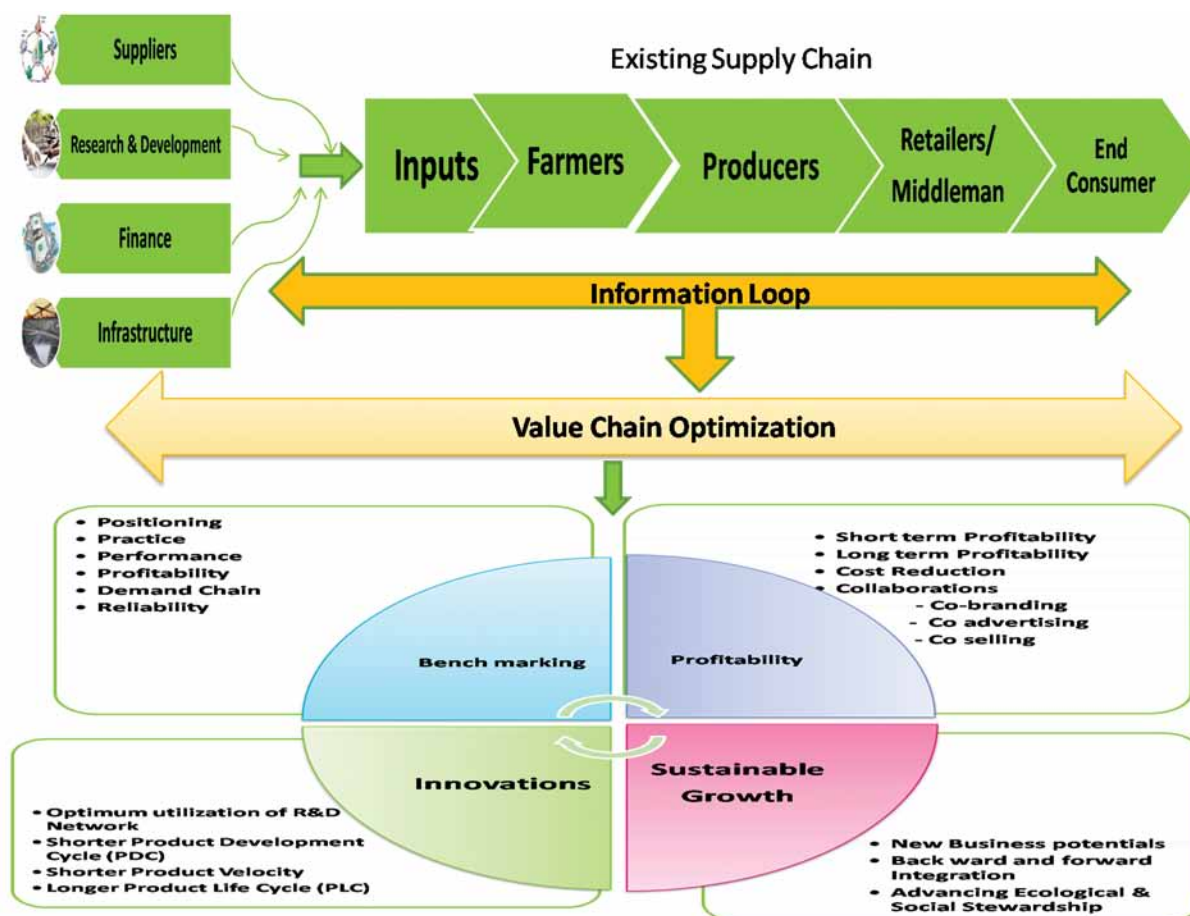 Suppliers
Research & Development
Finance
Infrastructure
Existing Supply Chain
Inputs
Farmers
Producers
Retailers/
Middleman
End
Consumer
Information Loop
Value Chain Optimization
• Positioning
• Practice
• Performance
• Profitability
• Demand Chain
• Reliability
Bench marking
• Short term Profitability
• Long term Profitability
• Cost Reduction
• Collaborations
- Co-branding
- Co advertising
- Co selling
Profitability
Innovations
• Optimum utilization of R&D
Network
• Shorter Product Development
Cycle (PDC)
• Shorter Product Velocity
• Longer Product Life Cycle (PLC)
Sustainable
Growth
• New Business potentials
• Back ward and forward
Integration
• Advancing Ecological &
Social Stewardship